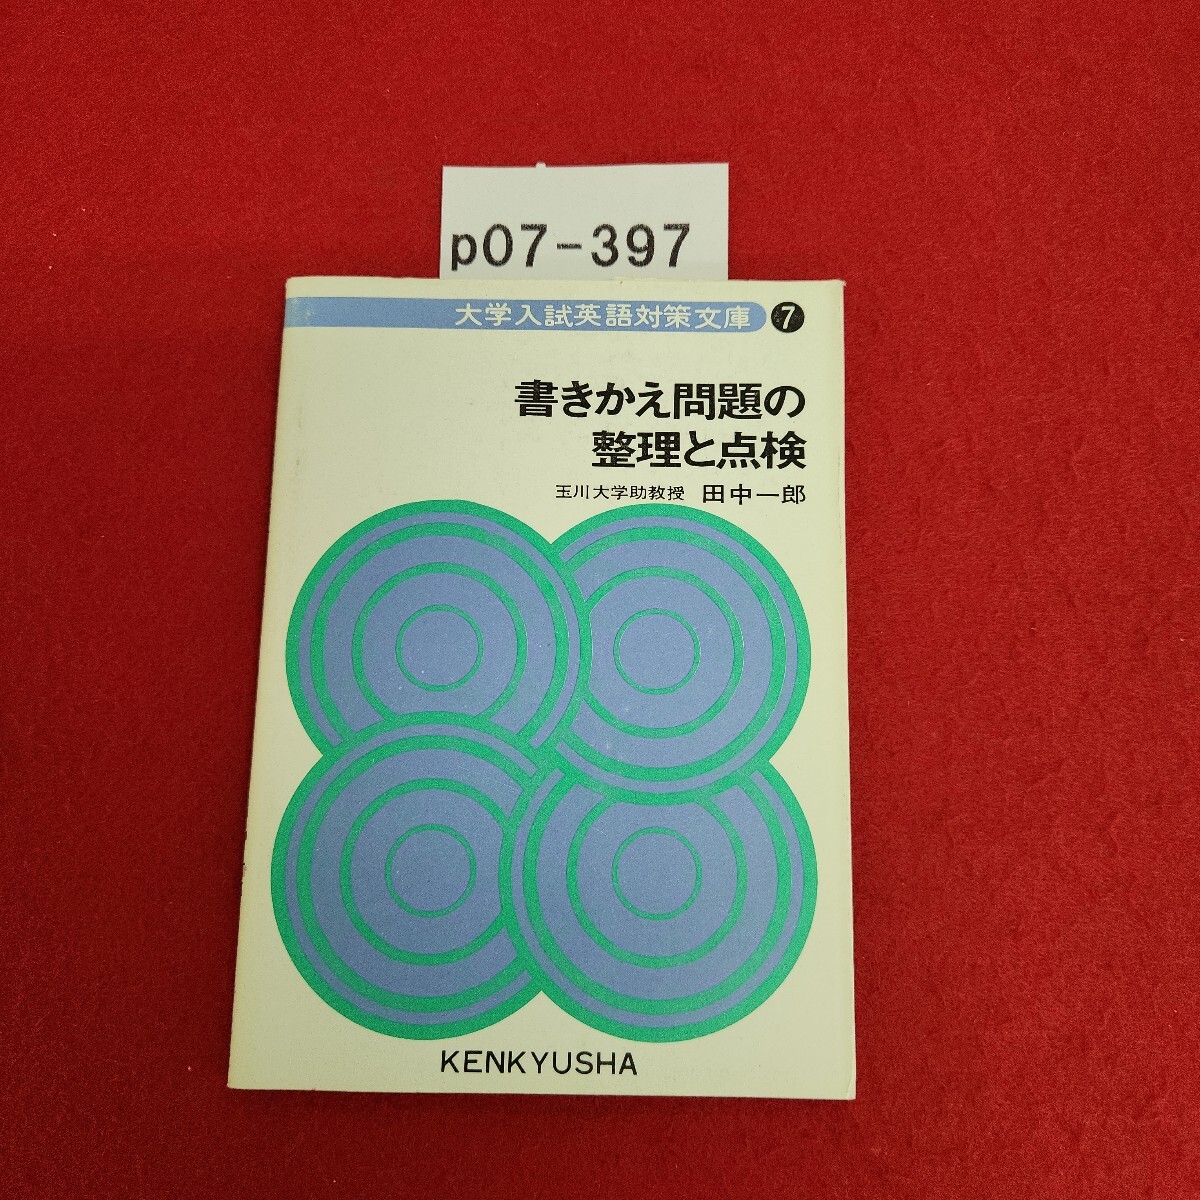 p07-397
大学入試英語対策文庫 7
書きかえ問題の
整理と点検
玉川大学助教授 田中一郎
KENKYUSHA